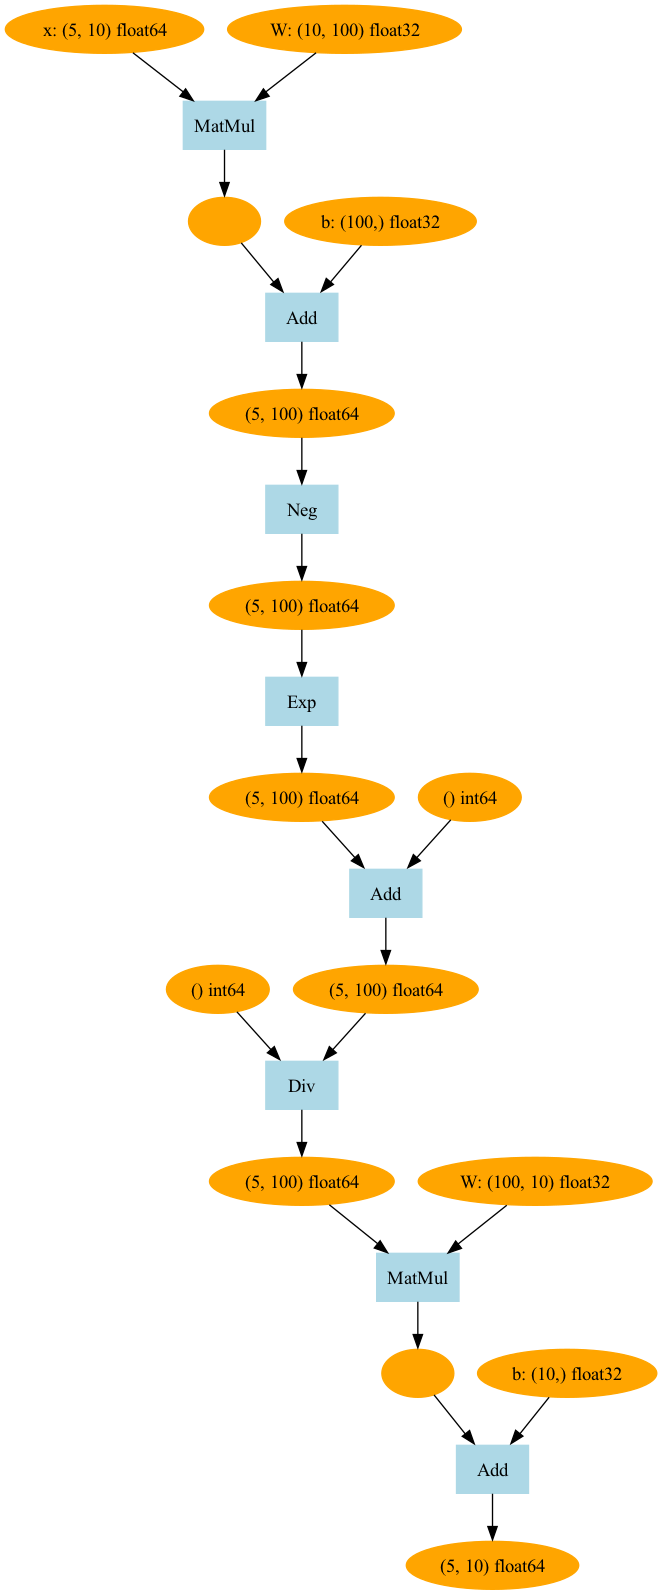 x: (5, 10) float64
W: (10, 100) float32
MatMul
b: (100,) float32
Add
(5, 100) float64
Neg
(5, 100) float64
Exp
(5, 100) float64
() int64
Add
() int64
(5, 100) float64
Div
(5, 100) float64
W: (100, 10) float32
MatMul
b: (10,) float32
Add
(5, 10) float64